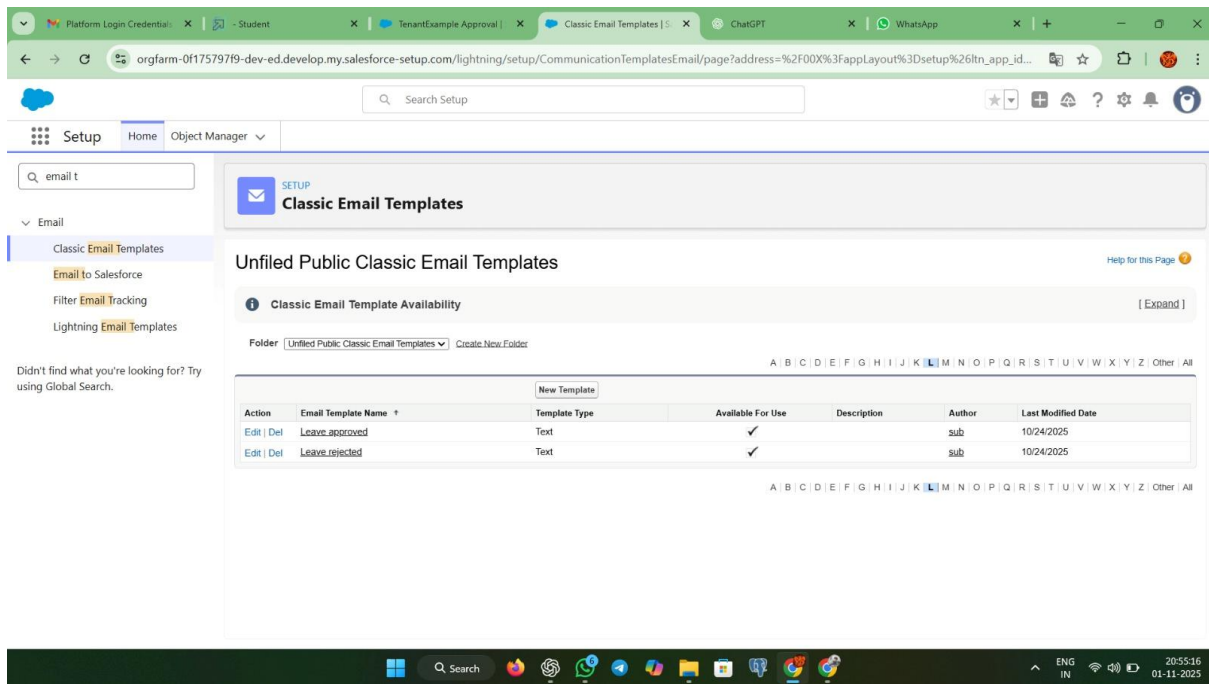 Platform Login Credentials
- Student
TenantExample Approval |
Classic Email Templates | S
ChatGPT
WhatsApp
orgfarm-0f175797f9-dev-ed.develop.my.salesforce-setup.com/lightning/setup/CommunicationTemplatesEmail/page?address=%2F00X%3FappLayout%3Dsetup%26ltn_app_id...
Search Setup
Setup
Home
Object Manager
email t
SETUP
Classic Email Templates
Email
Classic Email Templates
Email to Salesforce
Filter Email Tracking
Lightning Email Templates
Didn't find what you're looking for? Try
using Global Search.
Unfiled Public Classic Email Templates
Help for this Page
Classic Email Template Availability
[ Expand ]
Folder Unfiled Public Classic Email Templates Create New Folder
A | B | C | D | E | F | G | H | I | J | K | L | M | N | O | P | Q | R | S | T | U | V | W | X | Y | Z | Other | All
New Template
Action Email Template Name Template Type Available For Use Description Author Last Modified Date
Edit | Del Leave approved Text ✓ sub 10/24/2025
Edit | Del Leave rejected Text ✓ sub 10/24/2025
A | B | C | D | E | F | G | H | I | J | K | L | M | N | O | P | Q | R | S | T | U | V | W | X | Y | Z | Other | All
Search
9
ENG
IN
20:55:16
01-11-2025